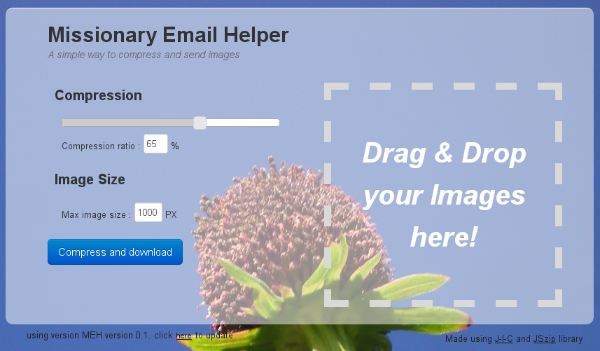 Missionary Email Helper
A simple way to compress and send images
Compression
Compression ratio : 65 %
Image Size
Max image size : 1000 PX
Compress and download
Drag & Drop
your Images
here!
using version MEH version 0.1. click here to update
Made using J-I-C and JSzip library